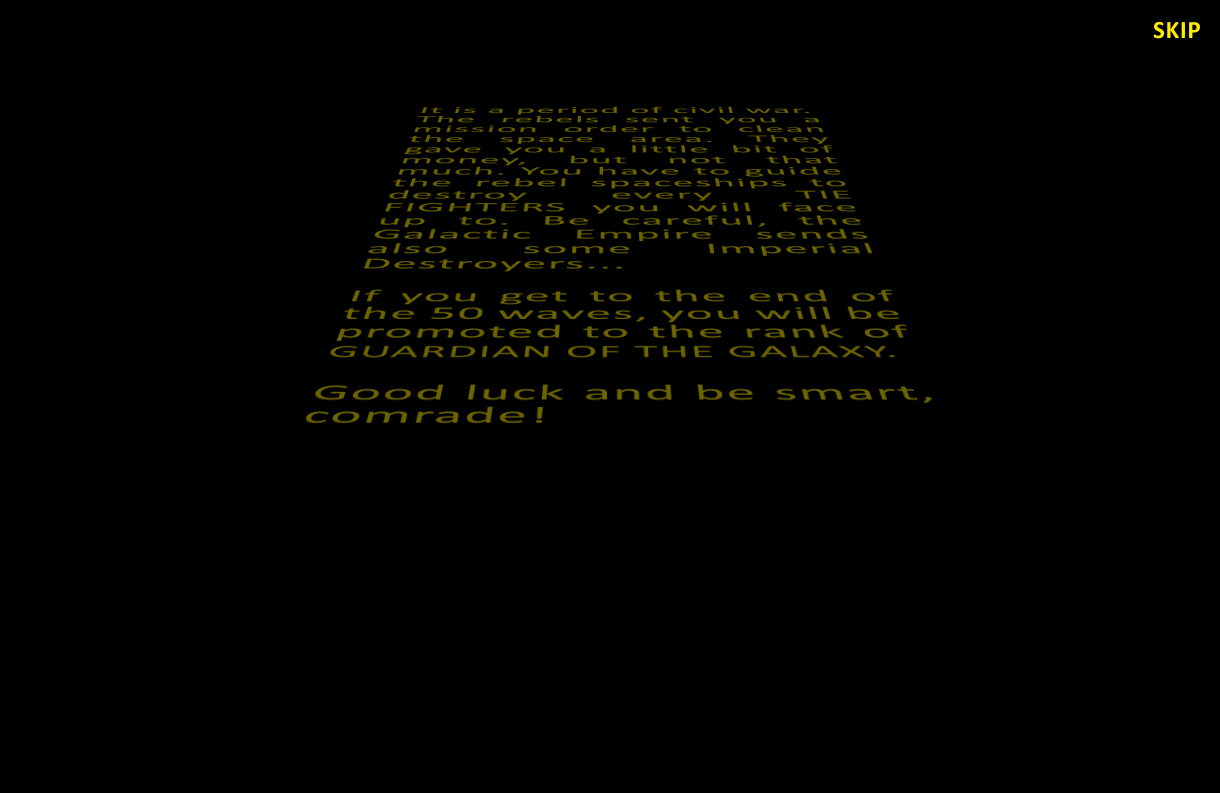 SKIP
It is a period of civil war.
The rebels sent you a
mission order to clean
the space area. They
gave you a little bit of
money, but not that
much. You have to guide
the rebel spaceships to
destroy every TIE
FIGHTERS you will face
up to. Be careful, the
Galactic Empire sends
also some Imperial
Destroyers...
If you get to the end of
the 50 waves, you will be
promoted to the rank of
GUARDIAN OF THE GALAXY.
Good luck and be smart,
comrade!